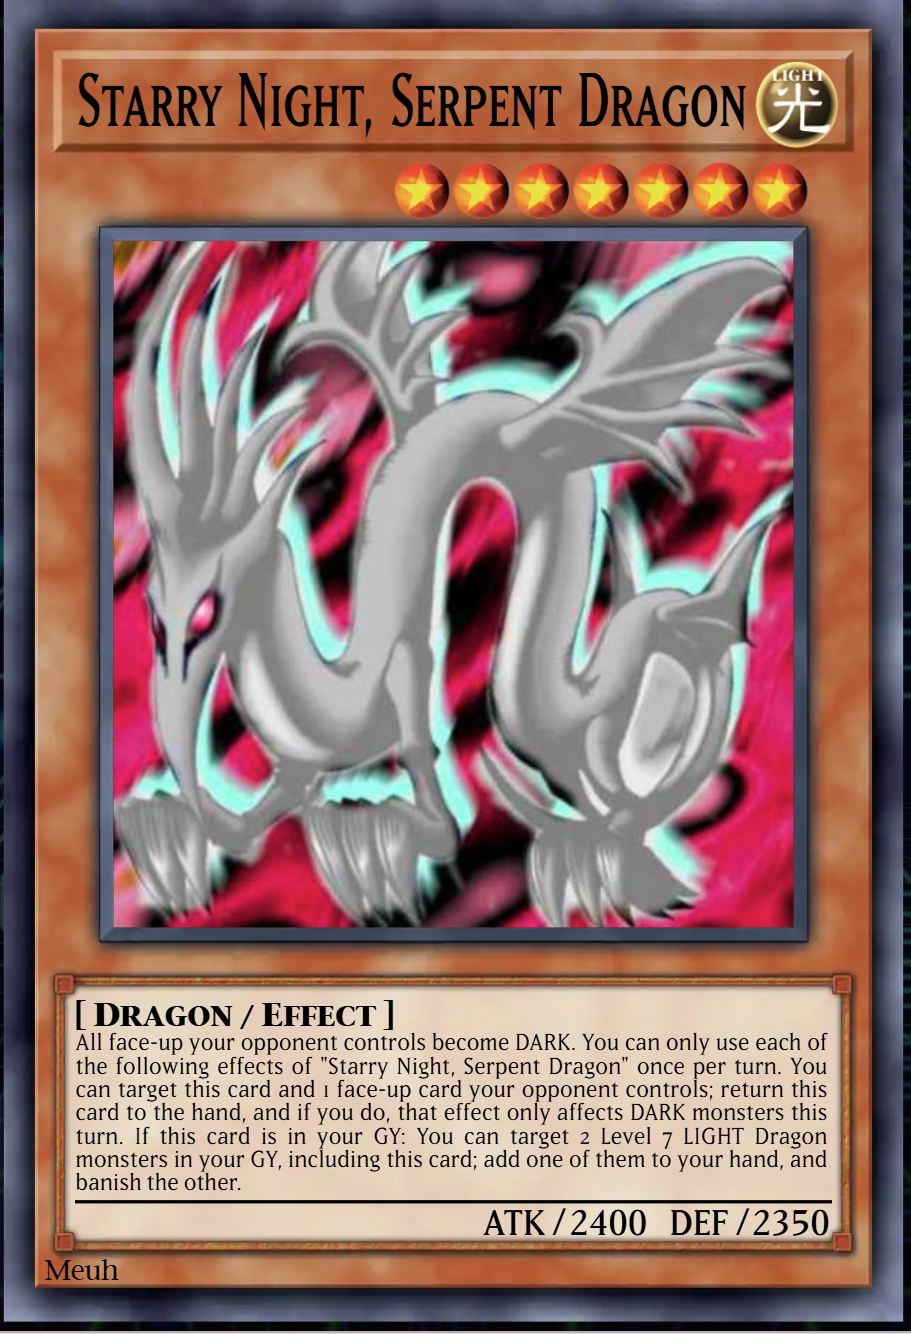 Starry Night, Serpent Dragon
LIGHT
光
[ Dragon / Effect ]
All face-up your opponent controls become DARK. You can only use each of
the following effects of "Starry Night, Serpent Dragon" once per turn. You
can target this card and 1 face-up card your opponent controls; return this
card to the hand, and if you do, that effect only affects DARK monsters this
turn. If this card is in your GY: You can target 2 Level 7 LIGHT Dragon
monsters in your GY, including this card; add one of them to your hand, and
banish the other.
ATK / 2400 DEF / 2350
Meuh